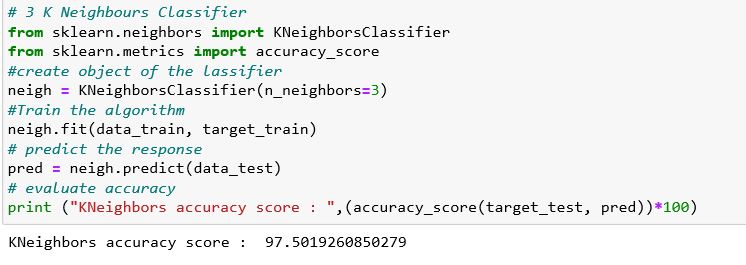 # 3 K Neighbours Classifier
from sklearn.neighbors import KNeighborsClassifier
from sklearn.metrics import accuracy_score
#create object of the lassifier
neigh = KNeighborsClassifier(n_neighbors=3)
#Train the algorithm
neigh.fit(data_train, target_train)
# predict the response
pred = neigh.predict(data_test)
# evaluate accuracy
print ("KNeighbors accuracy score : ",(accuracy_score(target_test, pred))*100)
KNeighbors accuracy score :  97.5019260850279